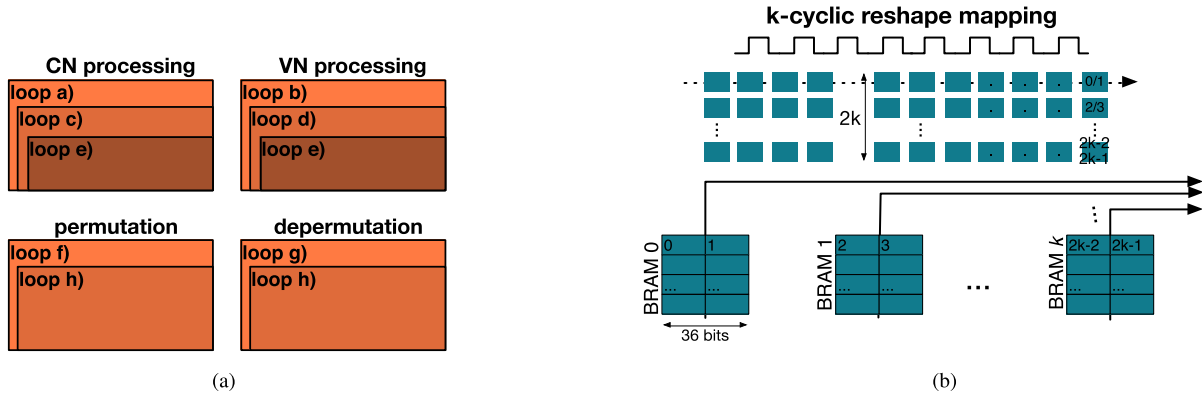 CN processing
loop a)
loop c)
loop e)
VN processing
loop b)
loop d)
loop e)
permutation
loop f)
loop h)
depermutation
loop g)
loop h)
(a)
k-cyclic reshape mapping
. . . 0/1
2/3
2k
. . . 2k-2
2k-1
BRAM 0
0 1
... ...
36 bits
BRAM 1
2 3
... ...
...
BRAM k
2k-2 2k-1
... ...
(b)